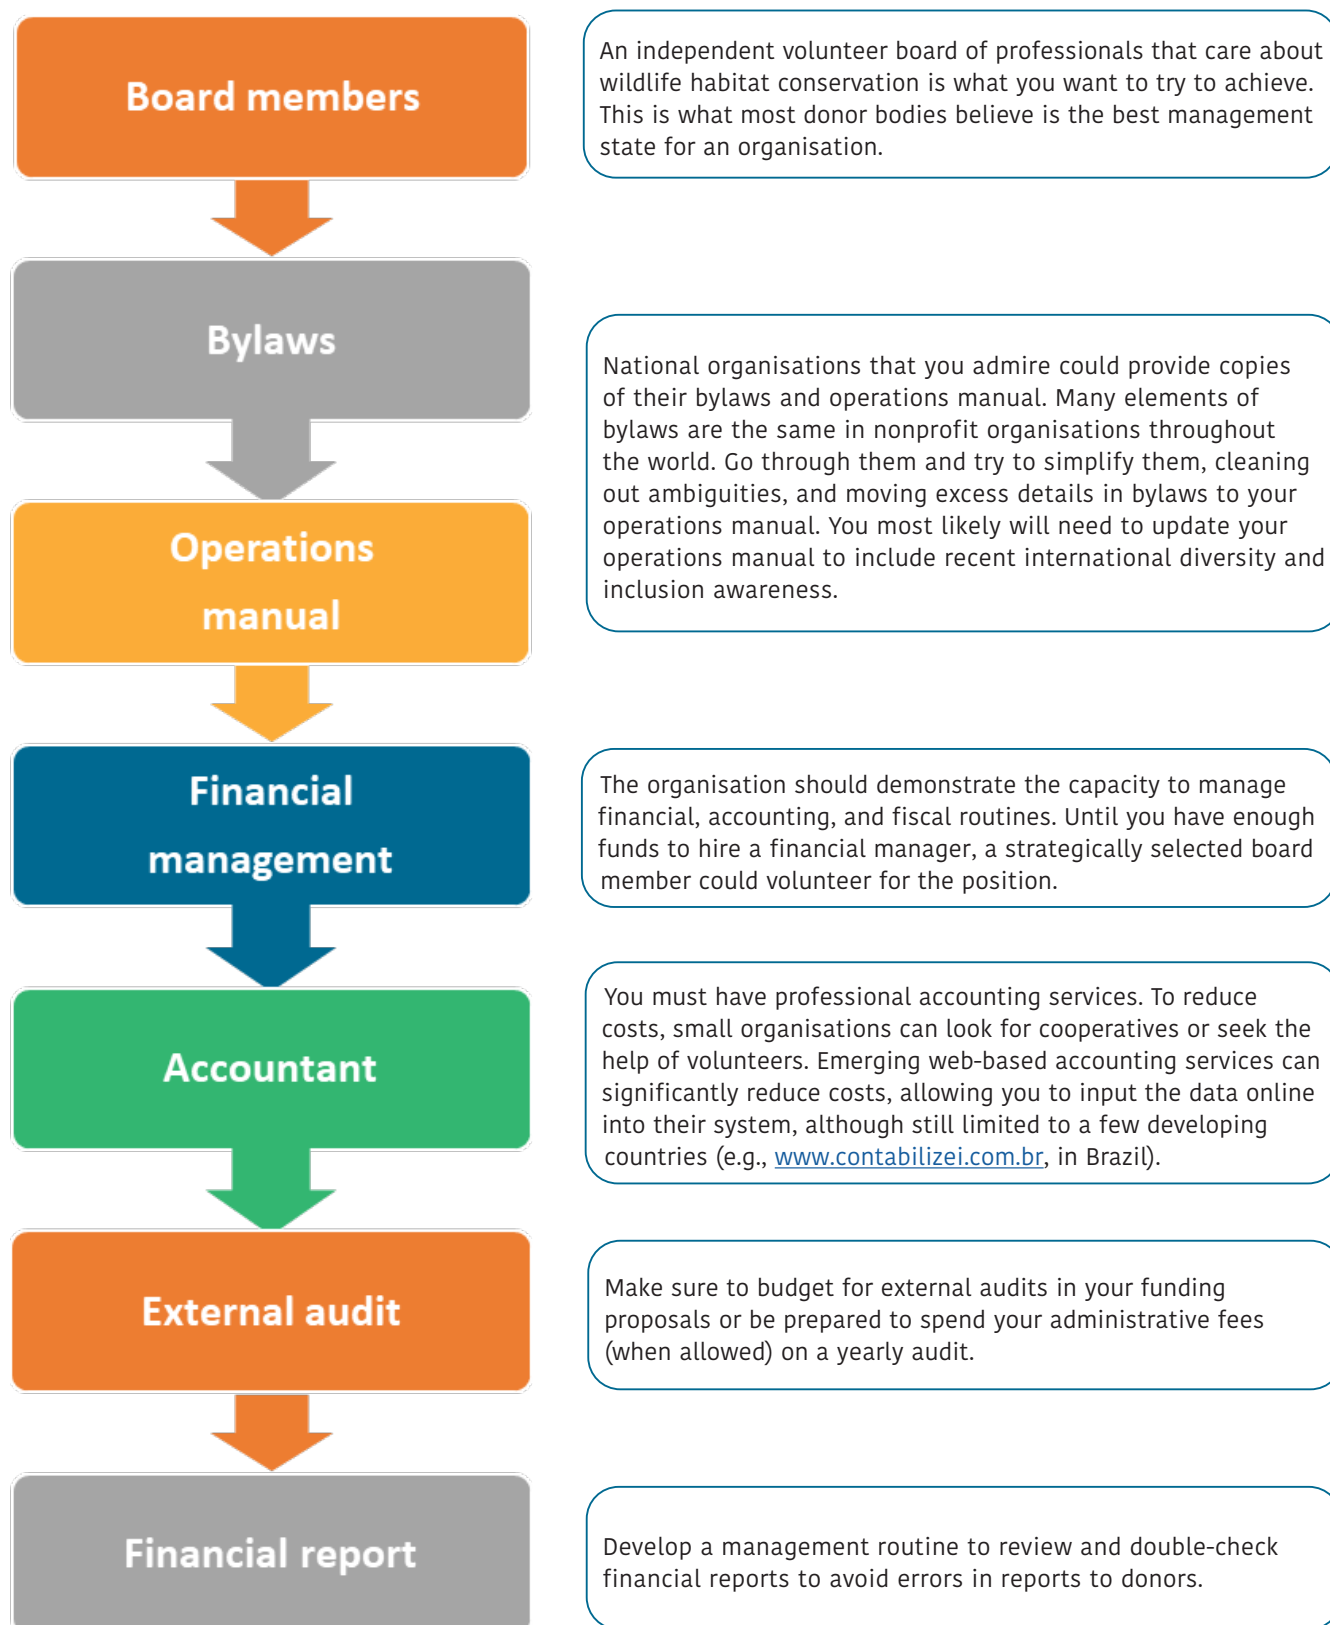 Board members
An independent volunteer board of professionals that care about
wildlife habitat conservation is what you want to try to achieve.
This is what most donor bodies believe is the best management
state for an organisation.
Bylaws
Operations
manual
National organisations that you admire could provide copies
of their bylaws and operations manual. Many elements of
bylaws are the same in nonprofit organisations throughout
the world. Go through them and try to simplify them, cleaning
out ambiguities, and moving excess details in bylaws to your
operations manual. You most likely will need to update your
operations manual to include recent international diversity and
inclusion awareness.
Financial
management
The organisation should demonstrate the capacity to manage
financial, accounting, and fiscal routines. Until you have enough
funds to hire a financial manager, a strategically selected board
member could volunteer for the position.
Accountant
You must have professional accounting services. To reduce
costs, small organisations can look for cooperatives or seek the
help of volunteers. Emerging web-based accounting services can
significantly reduce costs, allowing you to input the data online
into their system, although still limited to a few developing
countries (e.g., www.contabilizei.com.br, in Brazil).
External audit
Make sure to budget for external audits in your funding
proposals or be prepared to spend your administrative fees
(when allowed) on a yearly audit.
Financial report
Develop a management routine to review and double-check
financial reports to avoid errors in reports to donors.